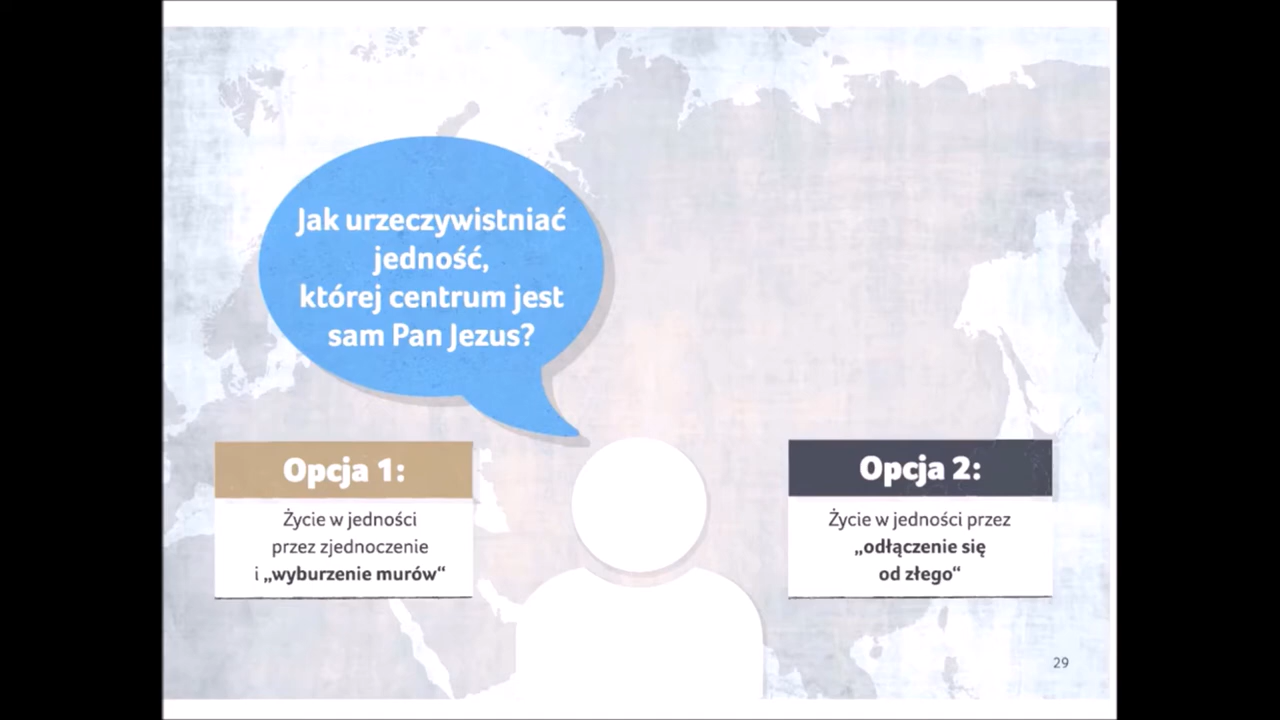 Jak urzeczywistniać
jedność,
której centrum jest
sam Pan Jezus?
Opcja 1:
Życie w jedności
przez zjednoczenie
i „wyburzenie murów“
Opcja 2:
Życie w jedności przez
„odłączenie się
od złego“
29